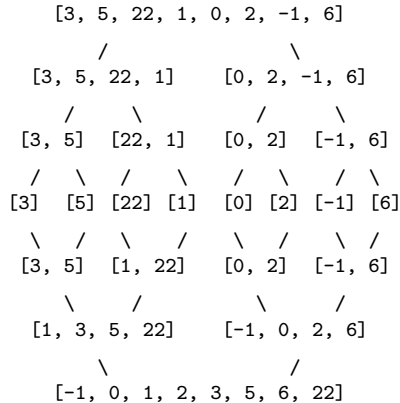 [3, 5, 22, 1, 0, 2, -1, 6]
/ \
[3, 5, 22, 1] [0, 2, -1, 6]
/ \ / \
[3, 5] [22, 1] [0, 2] [-1, 6]
/ \ / \ / \ / \
[3] [5] [22] [1] [0] [2] [-1] [6]
\ / \ / \ / \ /
[3, 5] [1, 22] [0, 2] [-1, 6]
\ / \ /
[1, 3, 5, 22] [-1, 0, 2, 6]
\ /
[-1, 0, 1, 2, 3, 5, 6, 22]